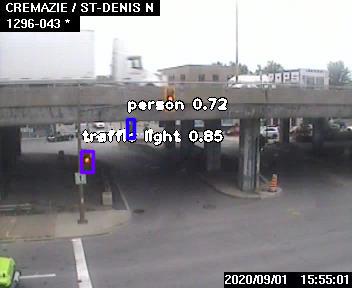 CREMAZIE / ST-DENIS N
1296-043 *
person 0.72
traffic light 0.85
2020/09/01 15:55:01